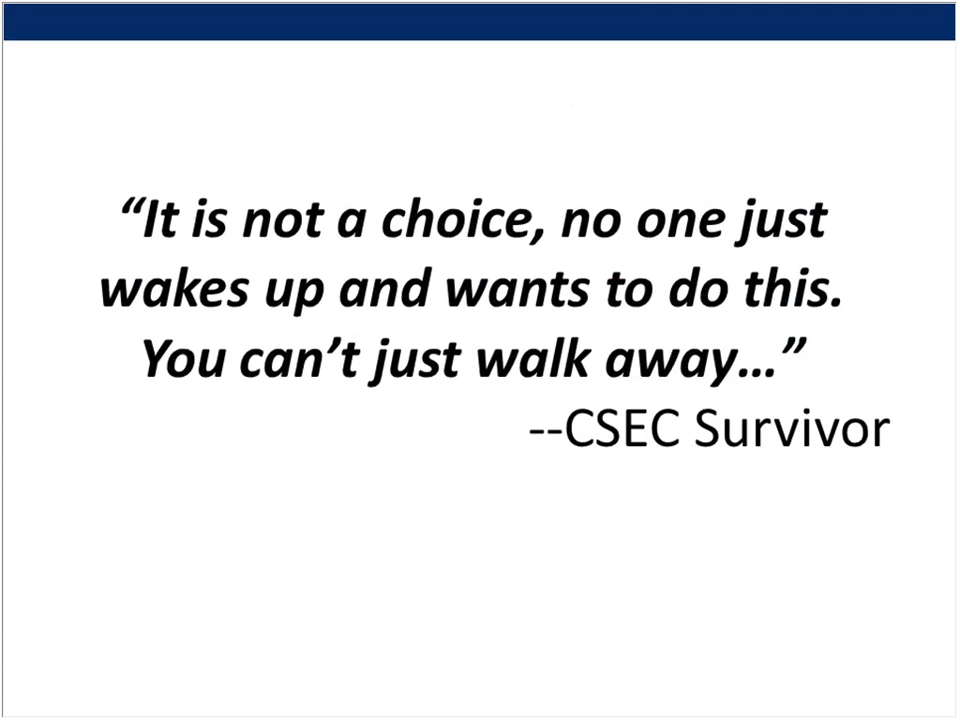 “It is not a choice, no one just
wakes up and wants to do this.
You can’t just walk away…”
--CSEC Survivor